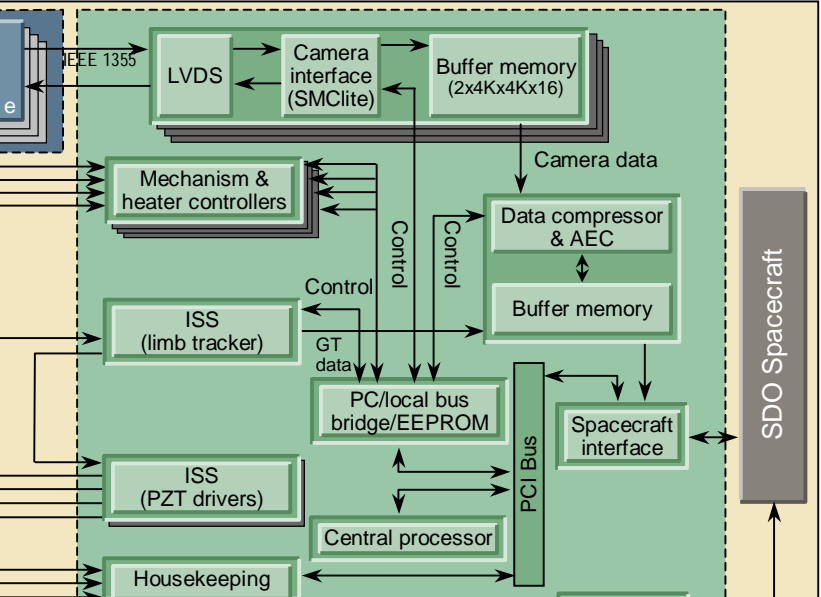 IEEE 1355
e
LVDS
Camera
interface
(SMClite)
Buffer memory
(2x4Kx4Kx16)
Camera data
Mechanism &
heater controllers
Data compressor
& AEC
Buffer memory
Control
Control
Control
ISS
(limb tracker)
GT
data
PC/local bus
bridge/EEPROM
Spacecraft
interface
SDO Spacecraft
PCI Bus
ISS
(PZT drivers)
Central processor
Housekeeping